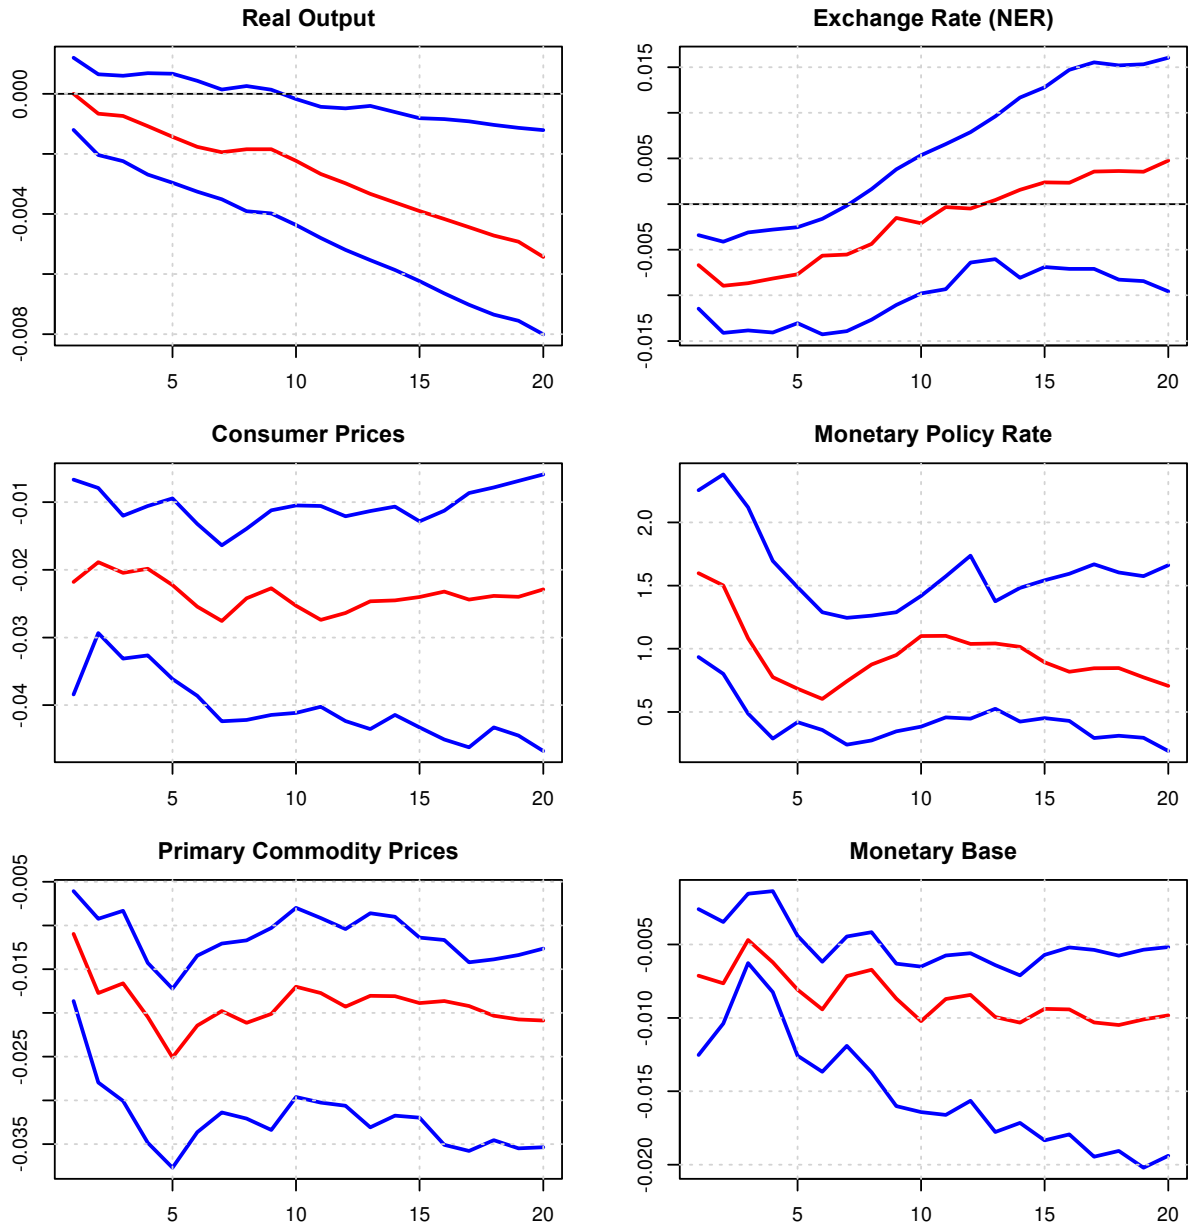 Real Output
0.000
-0.004
-0.008
5 10 15 20
Exchange Rate (NER)
0.015
0.005
-0.005
-0.015
5 10 15 20
Consumer Prices
-0.01
-0.02
-0.03
-0.04
5 10 15 20
Monetary Policy Rate
2.0
1.5
1.0
0.5
5 10 15 20
Primary Commodity Prices
-0.005
-0.015
-0.025
-0.035
5 10 15 20
Monetary Base
-0.005
-0.010
-0.015
-0.020
5 10 15 20